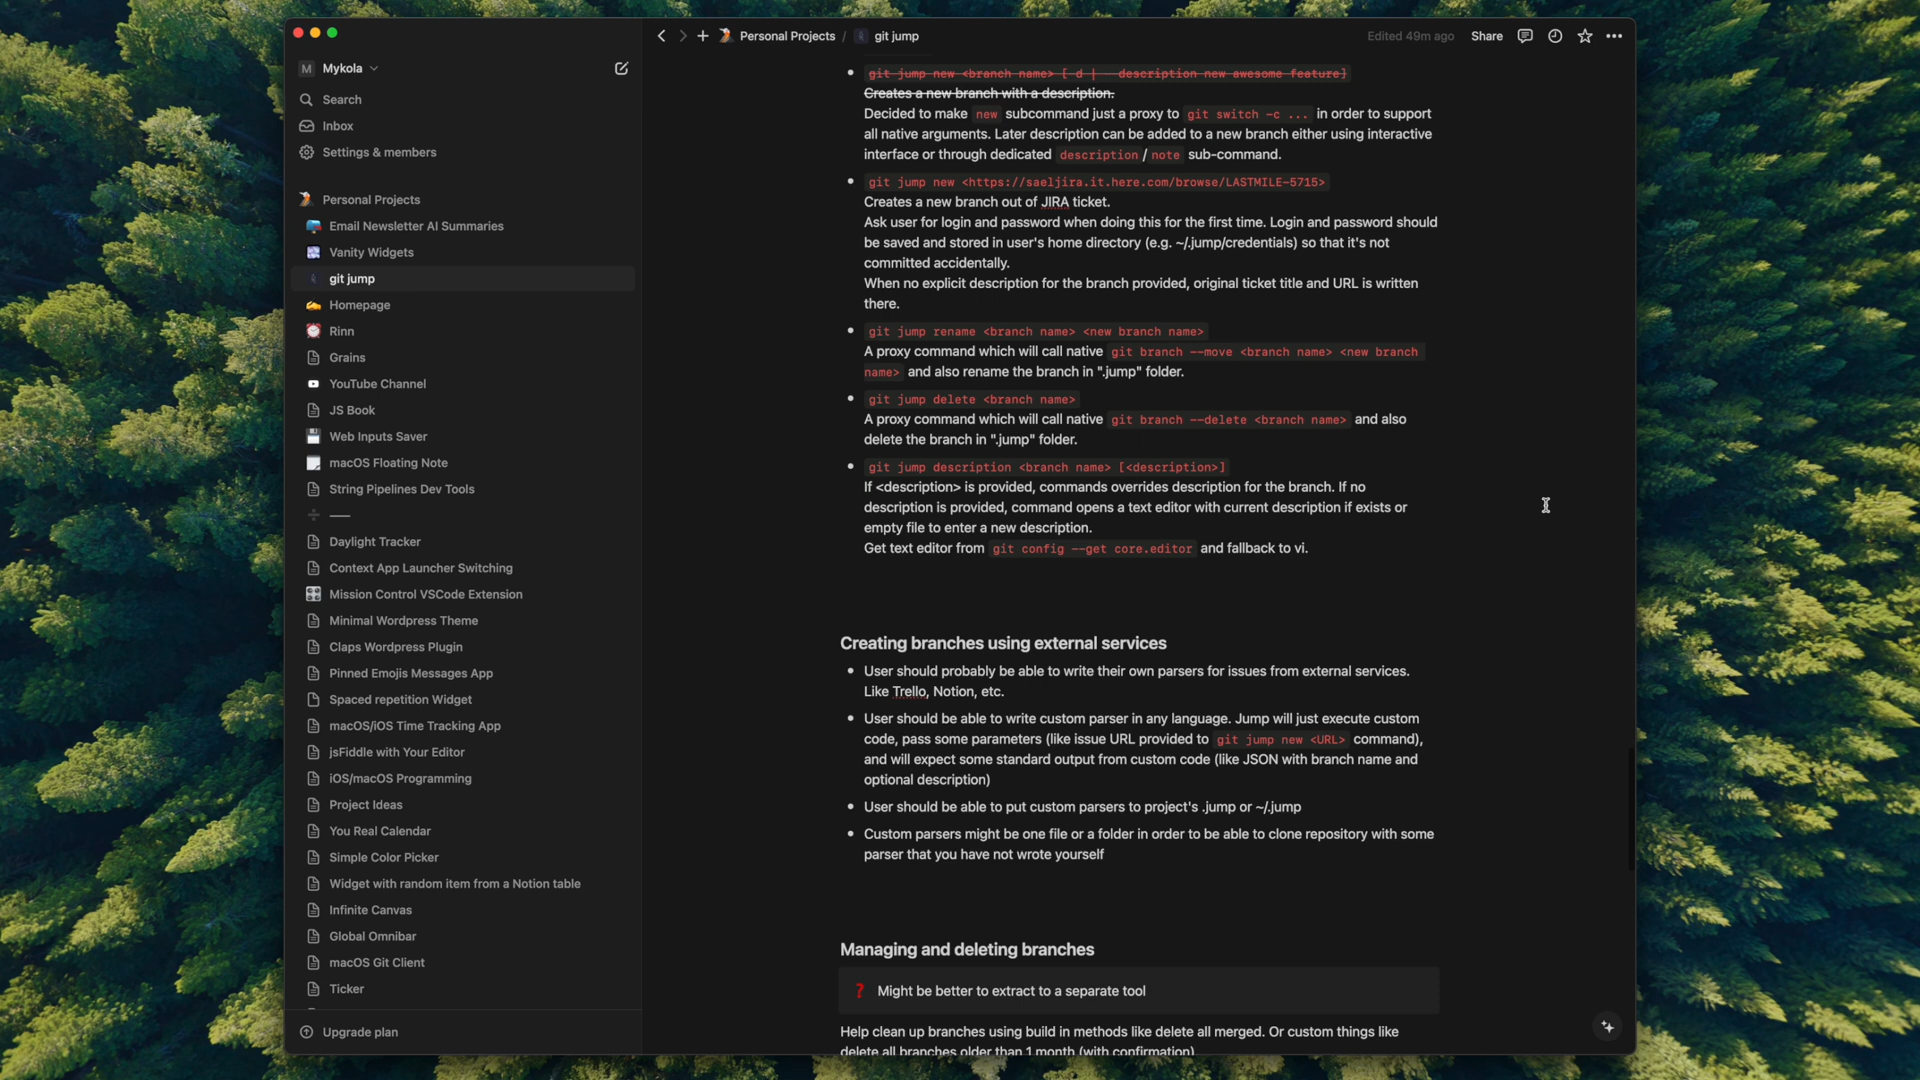 Personal Projects / git jump
Edited 49m ago
Share
M Mykola
Search
Inbox
Settings & members
Personal Projects
Email Newsletter AI Summaries
Vanity Widgets
git jump
Homepage
Rinn
Grains
YouTube Channel
JS Book
Web Inputs Saver
macOS Floating Note
String Pipelines Dev Tools
——
Daylight Tracker
Context App Launcher Switching
Mission Control VSCode Extension
Minimal Wordpress Theme
Claps Wordpress Plugin
Pinned Emojis Messages App
Spaced repetition Widget
macOS/iOS Time Tracking App
jsFiddle with Your Editor
iOS/macOS Programming
Project Ideas
You Real Calendar
Simple Color Picker
Widget with random item from a Notion table
Infinite Canvas
Global Omnibar
macOS Git Client
Ticker
Upgrade plan
git jump new <branch name> [-d | --description new awesome feature]
Creates a new branch with a description.
Decided to make new subcommand just a proxy to git switch -c ... in order to support
all native arguments. Later description can be added to a new branch either using interactive
interface or through dedicated description / note sub-command.
git jump new <https://saeljira.it.here.com/browse/LASTMILE-5715>
Creates a new branch out of JIRA ticket.
Ask user for login and password when doing this for the first time. Login and password should
be saved and stored in user's home directory (e.g. ~/.jump/credentials) so that it's not
committed accidentally.
When no explicit description for the branch provided, original ticket title and URL is written
there.
git jump rename <branch name> <new branch name>
A proxy command which will call native git branch --move <branch name> <new branch
name> and also rename the branch in ".jump" folder.
git jump delete <branch name>
A proxy command which will call native git branch --delete <branch name> and also
delete the branch in ".jump" folder.
git jump description <branch name> [<description>]
If <description> is provided, commands overrides description for the branch. If no
description is provided, command opens a text editor with current description if exists or
empty file to enter a new description.
Get text editor from git config --get core.editor and fallback to vi.
Creating branches using external services
User should probably be able to write their own parsers for issues from external services.
Like Trello, Notion, etc.
User should be able to write custom parser in any language. Jump will just execute custom
code, pass some parameters (like issue URL provided to git jump new <URL> command),
and will expect some standard output from custom code (like JSON with branch name and
optional description)
User should be able to put custom parsers to project's .jump or ~/.jump
Custom parsers might be one file or a folder in order to be able to clone repository with some
parser that you have not wrote yourself
Managing and deleting branches
Might be better to extract to a separate tool
Help clean up branches using build in methods like delete all merged. Or custom things like
delete all branches older than 1 month (with confirmation)